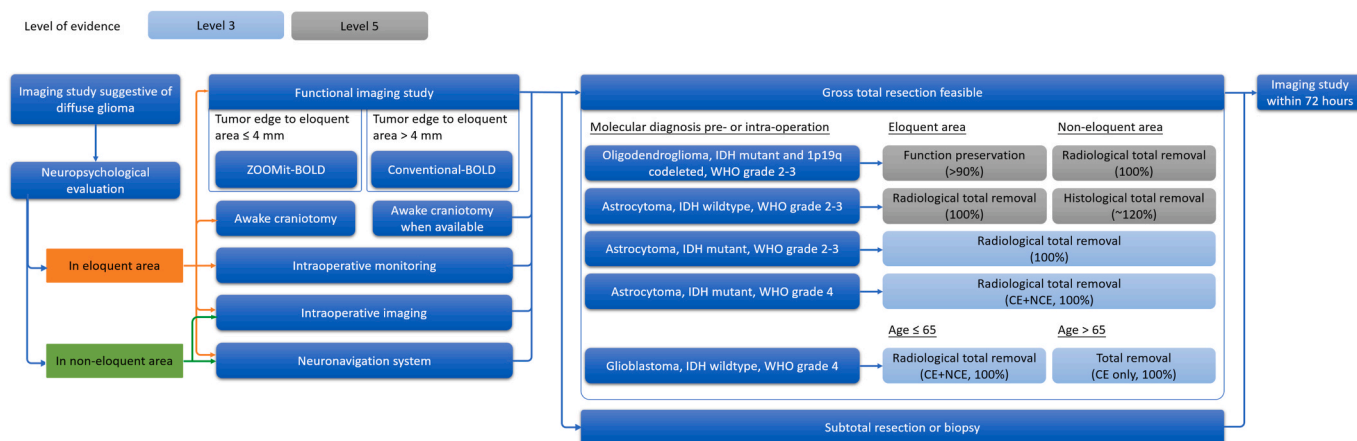 Level of evidence
Level 3
Level 5
Imaging study suggestive of
diffuse glioma
Neuropsychological
evaluation
In eloquent area
In non-eloquent area
Functional imaging study
Tumor edge to eloquent
area ≤ 4 mm
Tumor edge to eloquent
area > 4 mm
ZOOMit-BOLD
Conventional-BOLD
Awake craniotomy
Awake craniotomy
when available
Intraoperative monitoring
Intraoperative imaging
Neuronavigation system
Gross total resection feasible
Molecular diagnosis pre- or intra-operation
Eloquent area
Non-eloquent area
Oligodendroglioma, IDH mutant and 1p19q
codeleted, WHO grade 2-3
Function preservation
(>90%)
Radiological total removal
(100%)
Astrocytoma, IDH wildtype, WHO grade 2-3
Radiological total removal
(100%)
Histological total removal
(~120%)
Astrocytoma, IDH mutant, WHO grade 2-3
Radiological total removal
(100%)
Astrocytoma, IDH mutant, WHO grade 4
Radiological total removal
(CE+NCE, 100%)
Age ≤ 65
Age > 65
Glioblastoma, IDH wildtype, WHO grade 4
Radiological total removal
(CE+NCE, 100%)
Total removal
(CE only, 100%)
Subtotal resection or biopsy
Imaging study
within 72 hours